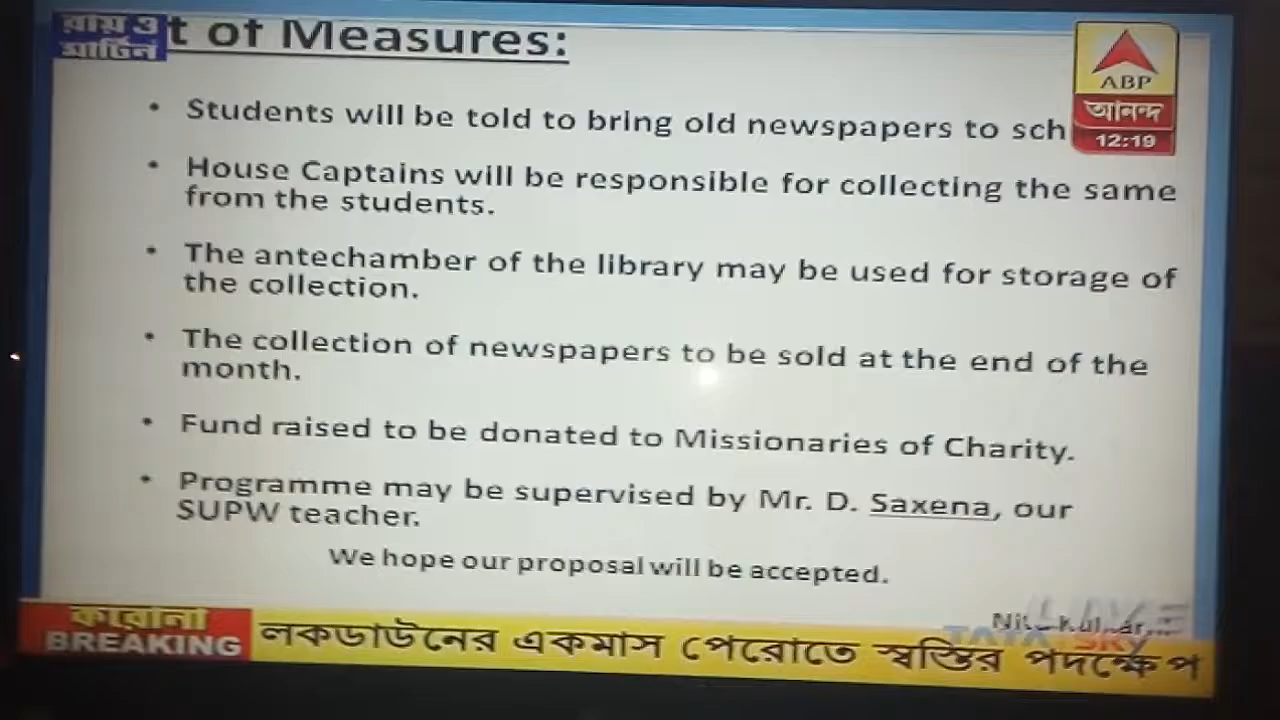 t of Measures:
ABP
আনন্দ
12:19
• Students will be told to bring old newspapers to sch
• House Captains will be responsible for collecting the same
from the students.
• The antechamber of the library may be used for storage of
the collection.
• The collection of newspapers to be sold at the end of the
month.
• Fund raised to be donated to Missionaries of Charity.
• Programme may be supervised by Mr. D. Saxena, our
SUPW teacher.
We hope our proposal will be accepted.
TATA SKY
করোনা
BREAKING
লকডাউনের একমাস পেরোতে স্বস্তির পদক্ষেপ